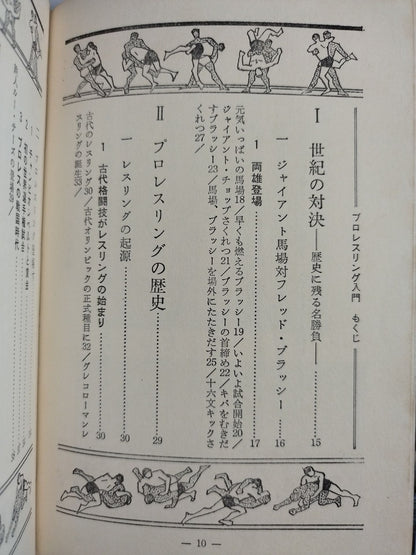 プロレスリング入門 もくじ
Ⅰ 世紀の対決——歴史に残る名勝負——……15
一 ジャイアント馬場対フレッド・ブラッシー……16
1 両雄登場……17
元気いっぱいの馬場18／早くも燃えるブラッシー19／いよいよ試合開始20／
ジャイアント・チョップさくれつ21／ブラッシーの首締め22／キバをむきだ
すブラッシー23／馬場、ブラッシーを場外にたたきだす25／十六文キックさ
くれつ27／
Ⅱ プロレスリングの歴史……29
一 レスリングの起源……30
1 古代格闘技がレスリングの始まり……30
古代のレスリング30／古代オリンピックの正式種目に32／グレコローマンレ
スリングの誕生33／
— 10 —